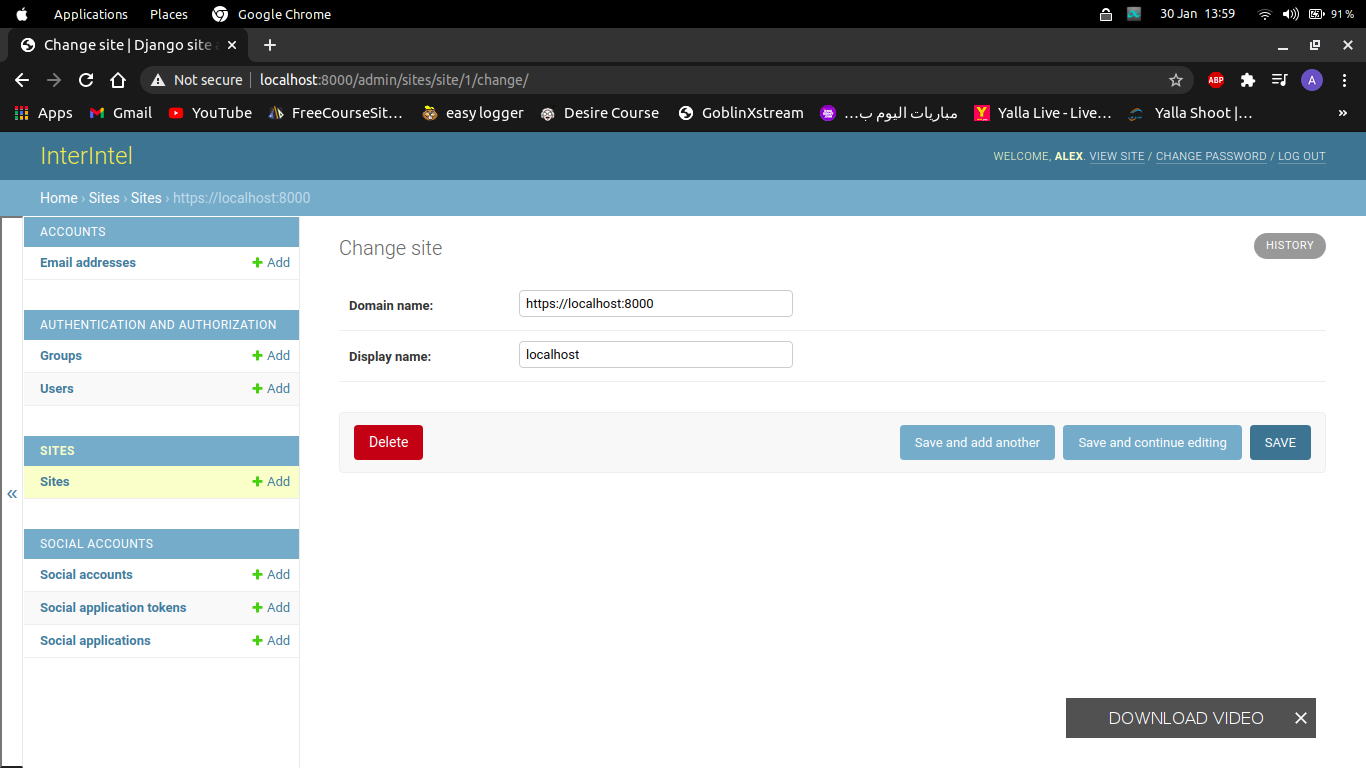 Applications Places Google Chrome 30 Jan 13:59 91 %
Change site | Django site a
Not secure localhost:8000/admin/sites/site/1/change/ ABP A
Apps Gmail YouTube FreeCourseSit… easy logger Desire Course GoblinXstream مباريات اليوم ب… Yalla Live - Live… Yalla Shoot |… »
InterIntel WELCOME, ALEX. VIEW SITE / CHANGE PASSWORD / LOG OUT
Home › Sites › Sites › https://localhost:8000
ACCOUNTS
Email addresses + Add
AUTHENTICATION AND AUTHORIZATION
Groups + Add
Users + Add
SITES
Sites + Add
«
SOCIAL ACCOUNTS
Social accounts + Add
Social application tokens + Add
Social applications + Add
Change site HISTORY
Domain name: https://localhost:8000
Display name: localhost
Delete Save and add another Save and continue editing SAVE
DOWNLOAD VIDEO ×